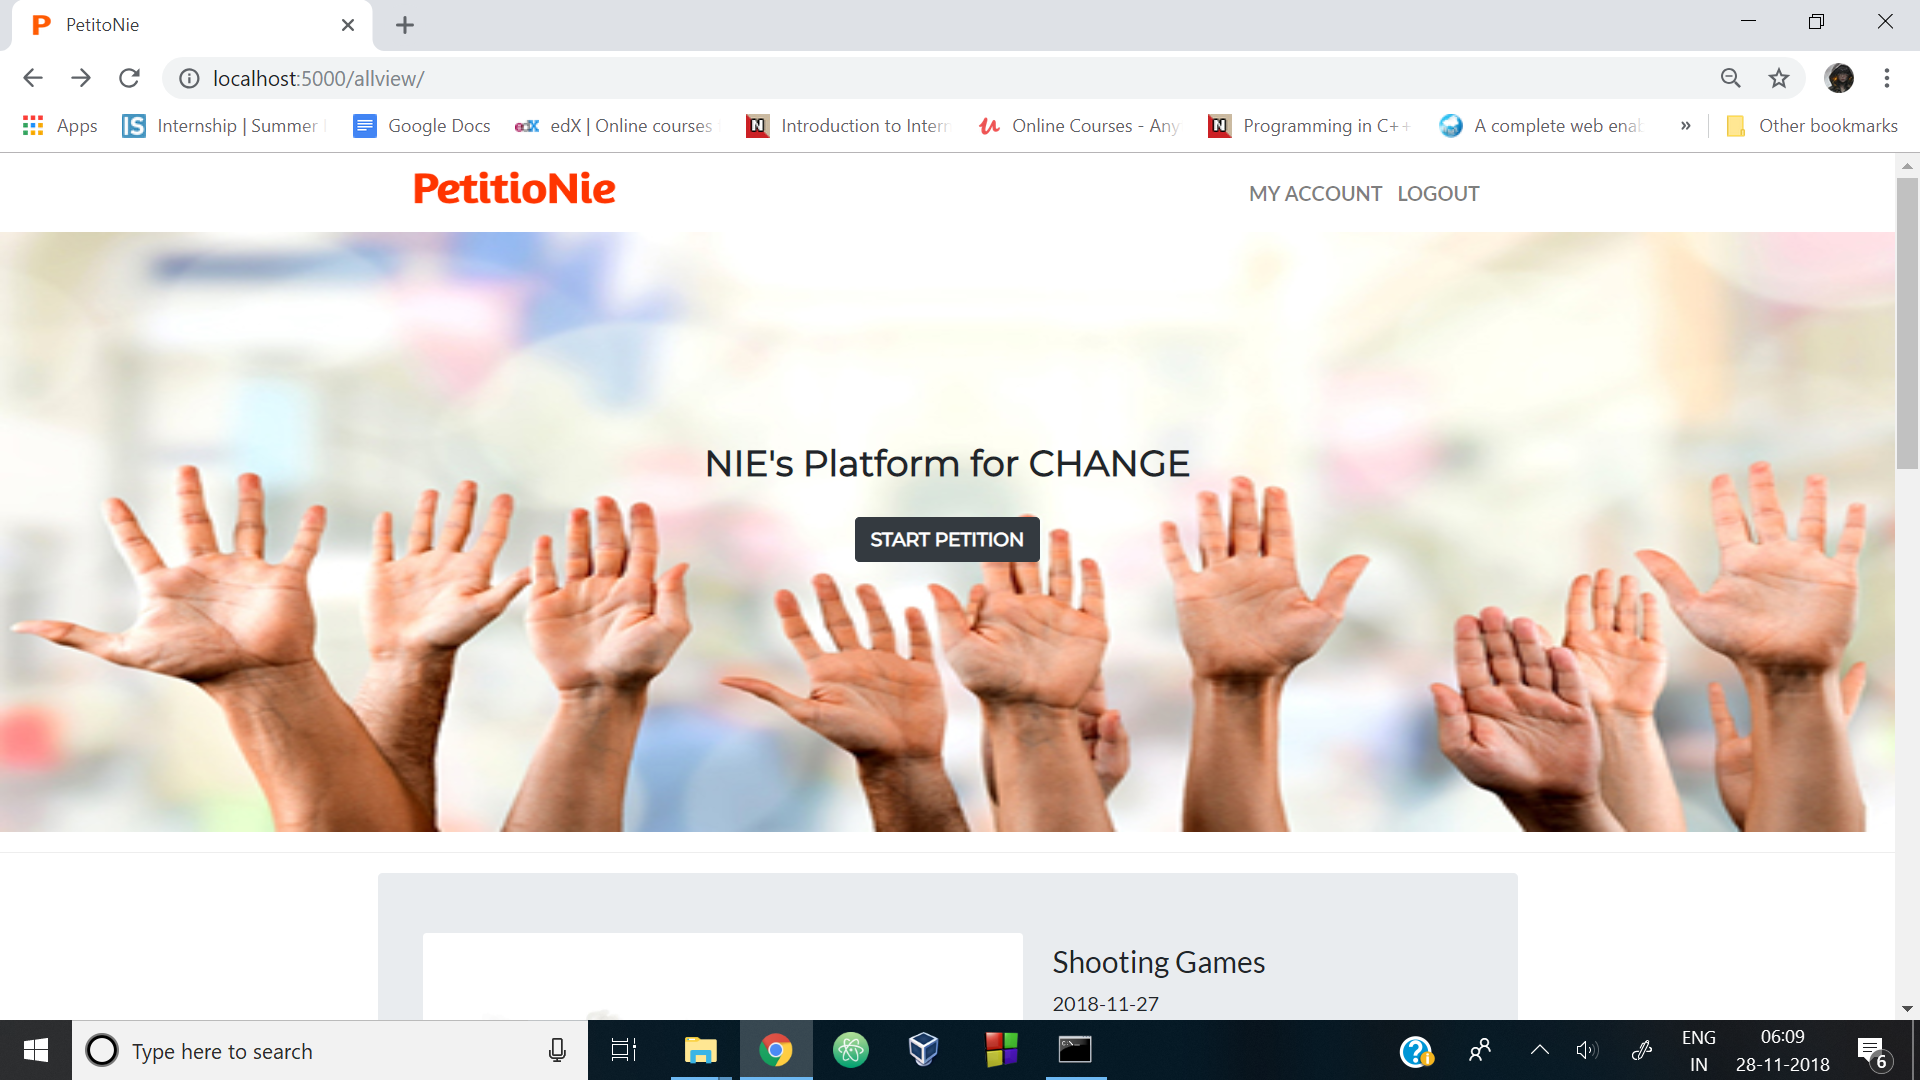 PetitoNie
localhost:5000/allview/
Apps
Internship | Summer
Google Docs
edX | Online courses
Introduction to Intern
Online Courses - Any
Programming in C++
A complete web enab
»
Other bookmarks
PetitioNie
MY ACCOUNT LOGOUT
NIE's Platform for CHANGE
START PETITION
Shooting Games
2018-11-27
Type here to search
ENG
IN
06:09
28-11-2018
6